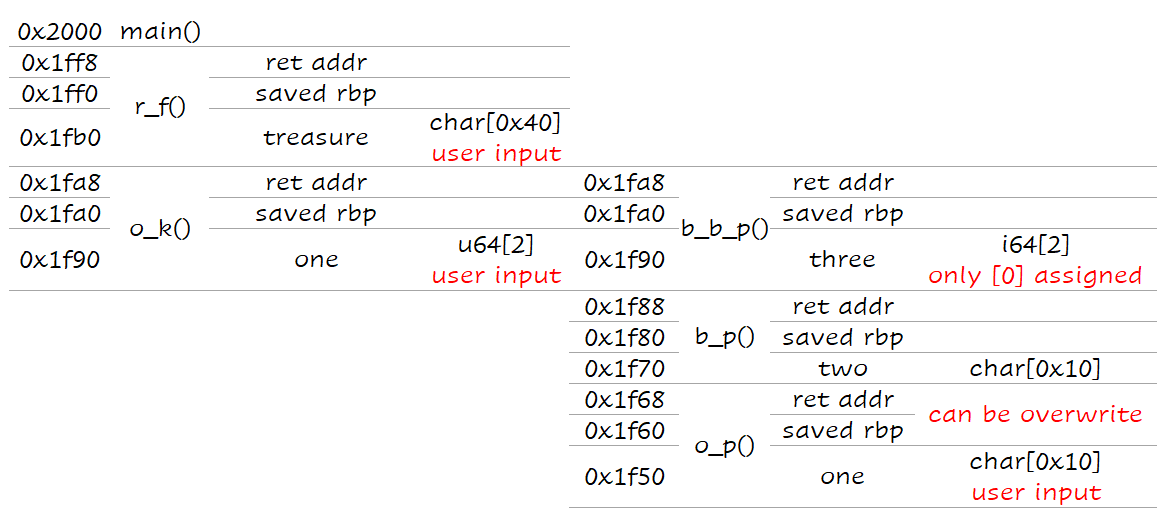 0x2000 main()
0x1ff8 ret addr
0x1ff0 saved rbp
r_f()
0x1fb0 treasure char[0x40]
user input
0x1fa8 ret addr
0x1fa0 saved rbp
o_k()
0x1f90 one u64[2]
user input
0x1fa8 ret addr
0x1fa0 saved rbp
b_b_p()
0x1f90 three i64[2]
only [0] assigned
0x1f88 ret addr
b_p()
0x1f80 saved rbp
0x1f70 two char[0x10]
0x1f68 ret addr
can be overwrite
0x1f60 saved rbp
o_p()
0x1f50 one char[0x10]
user input